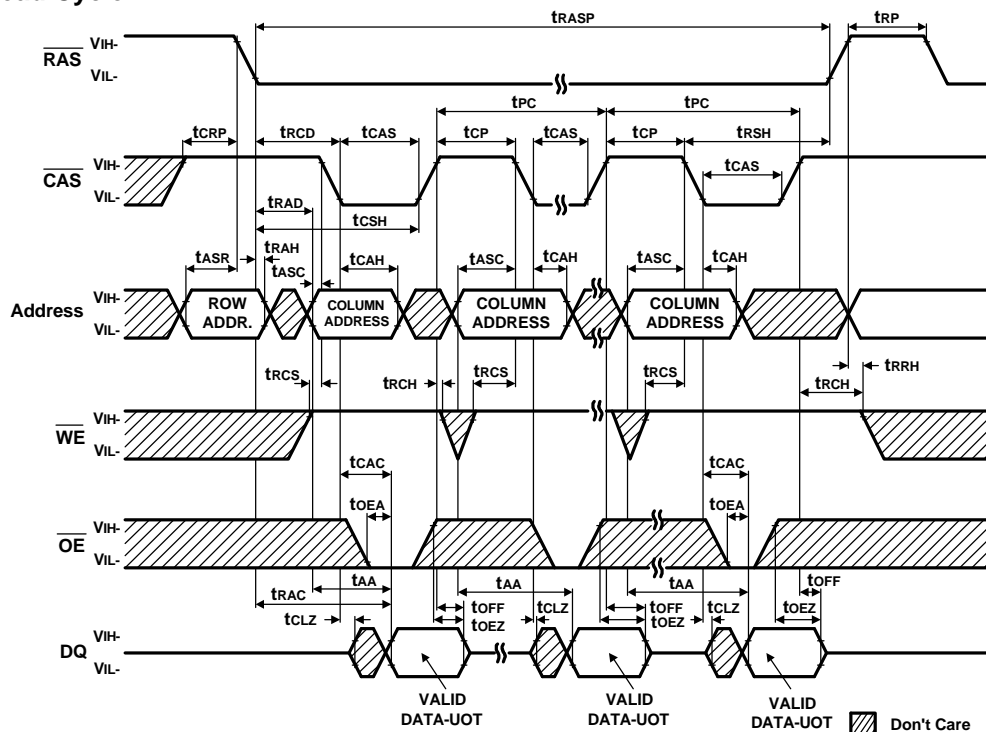 tRASP tRP
RAS VIH-
VIL-
tPC tPC
tCRP tRCD tCAS tCP tCAS tCP tRSH
CAS VIH-
VIL-
tCAS
tRAD
tCSH
tASR tRAH tASC tCAH tASC tCAH tASC tCAH
Address VIH-
VIL-
ROW
ADDR.
COLUMN
ADDRESS
COLUMN
ADDRESS
COLUMN
ADDRESS
tRCS tRCH tRCS tRCS tRCH tRRH
WE VIH-
VIL-
tCAC tCAC
tOEA tOEA
OE VIH-
VIL-
tAA tAA tAA
tRAC tOFF tOFF tOFF
tCLZ tOEZ tCLZ tOEZ tCLZ tOEZ
DQ VIH-
VIL-
VALID
DATA-UOT
VALID
DATA-UOT
VALID
DATA-UOT
Don't Care